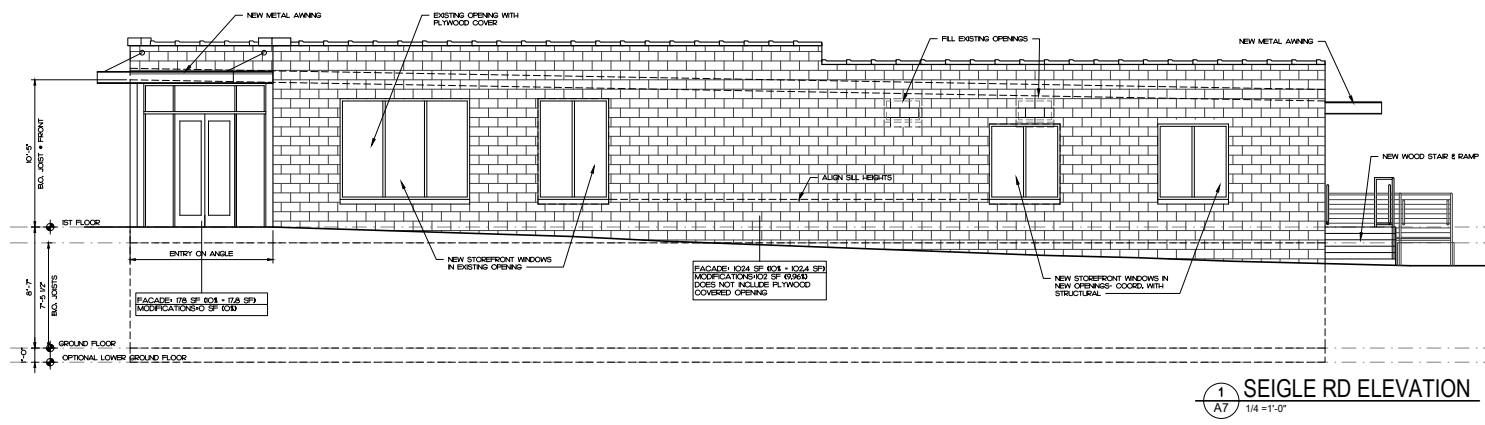 NEW METAL AWNING
EXISTING OPENING WITH
PLYWOOD COVER
FILL EXISTING OPENINGS
NEW METAL AWNING
10'-5"
B.O. JOIST @ FRONT
ALIGN SILL HEIGHTS
NEW WOOD STAIR & RAMP
1ST FLOOR
ENTRY ON ANGLE
NEW STOREFRONT WINDOWS
IN EXISTING OPENING
FACADE: 1024 SF (10% = 102.4 SF)
MODIFICATIONS:102 SF (9.96%)
DOES NOT INCLUDE PLYWOOD
COVERED OPENING
NEW STOREFRONT WINDOWS IN
NEW OPENINGS- COORD. WITH
STRUCTURAL
FACADE: 178 SF (10% = 17.8 SF)
MODIFICATIONS:0 SF (0%)
8'-7"
7'-5 1/2"
B.O. JOISTS
GROUND FLOOR
1'-0"
OPTIONAL LOWER GROUND FLOOR
1
A7
SEIGLE RD ELEVATION
1/4 =1'-0"